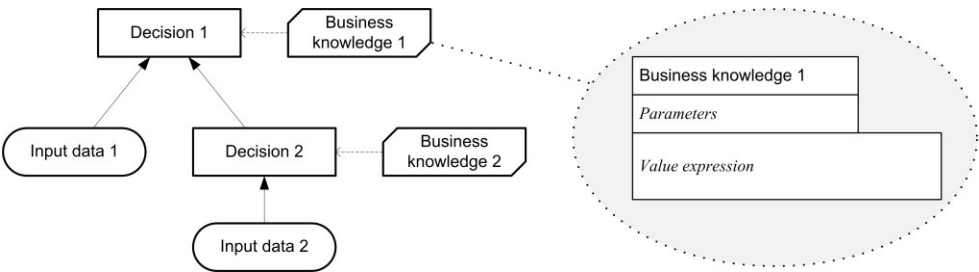 Decision 1
Business
knowledge 1
Business knowledge 1
Parameters
Value expression
Input data 1
Decision 2
Business
knowledge 2
Input data 2